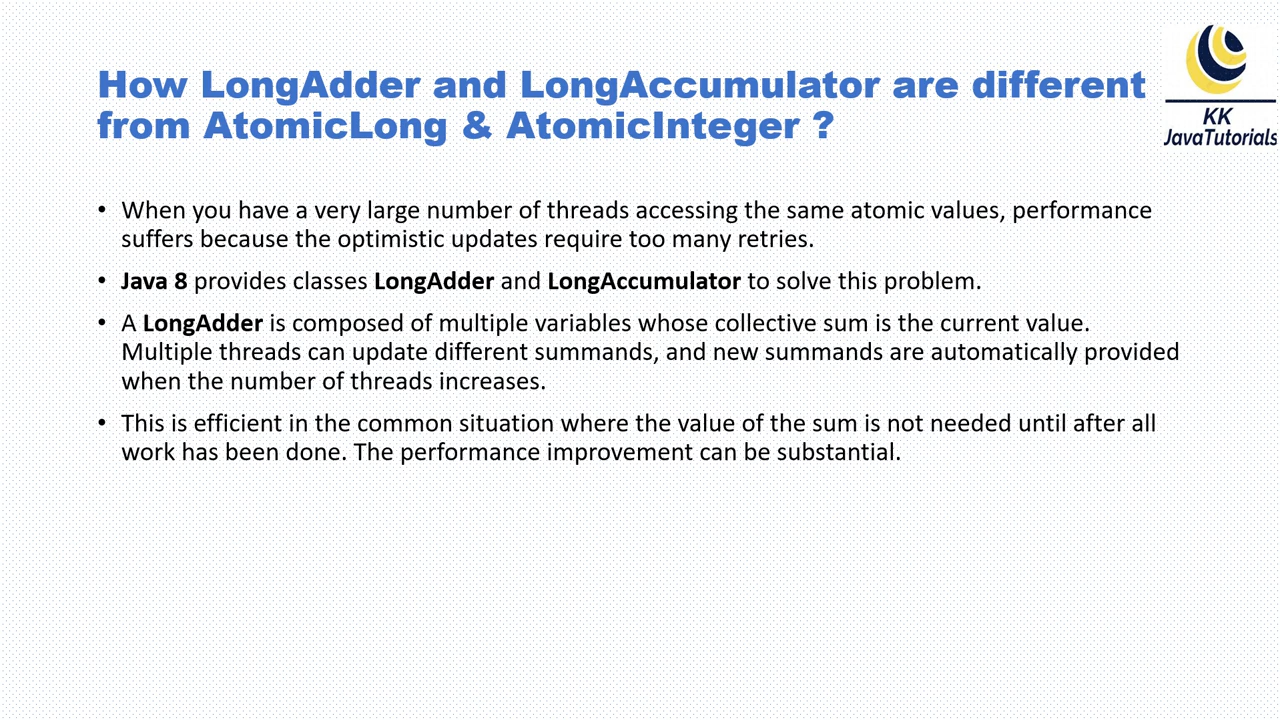 How LongAdder and LongAccumulator are different
from AtomicLong & AtomicInteger ?
KK
JavaTutorials
• When you have a very large number of threads accessing the same atomic values, performance
suffers because the optimistic updates require too many retries.
• Java 8 provides classes LongAdder and LongAccumulator to solve this problem.
• A LongAdder is composed of multiple variables whose collective sum is the current value.
Multiple threads can update different summands, and new summands are automatically provided
when the number of threads increases.
• This is efficient in the common situation where the value of the sum is not needed until after all
work has been done. The performance improvement can be substantial.